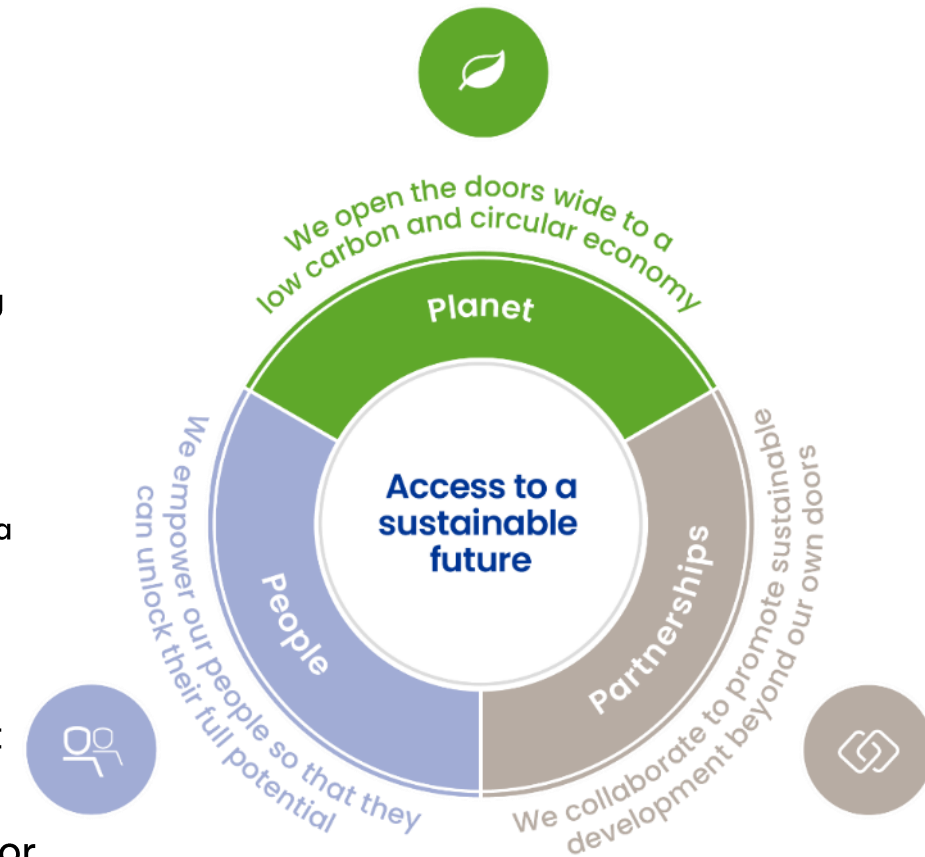 We open the doors wide to a
low carbon and circular economy
Planet
Access to a
sustainable
future
People
We empower our people so that they
can unlock their full potential
Partnerships
We collaborate to promote sustainable
development beyond our own doors
a
or